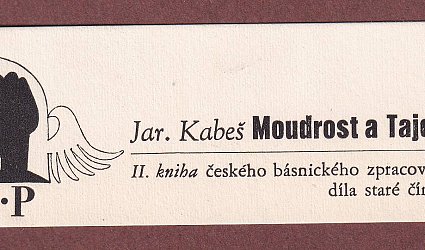 Jar. Kabeš Moudrost a Taje
II. kniha českého básnického zpracov
díla staré čín
· P